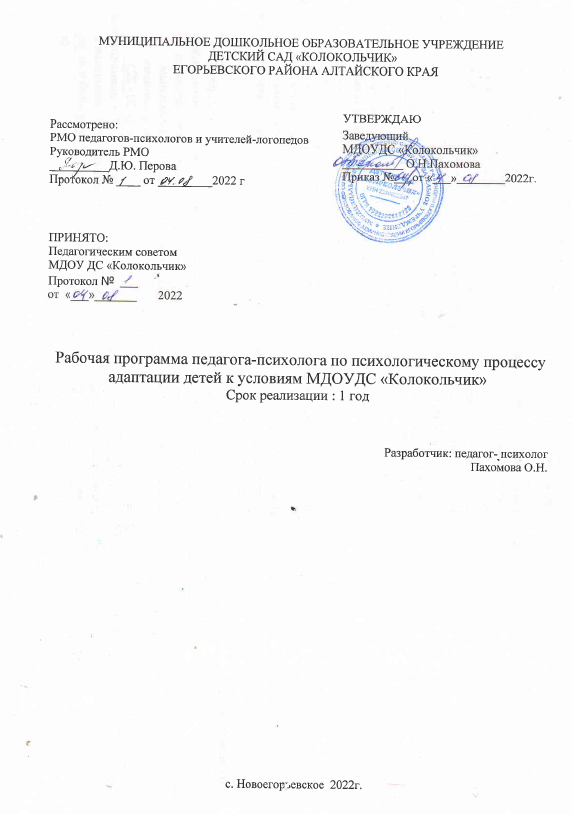 МУНИЦИПАЛЬНОЕ ДОШКОЛЬНОЕ ОБРАЗОВАТЕЛЬНОЕ УЧРЕЖДЕНИЕ
ДЕТСКИЙ САД «КОЛОКОЛЬЧИК»
ЕГОРЬЕВСКОГО РАЙОНА АЛТАЙСКОГО КРАЯ
Рассмотрено:
РМО педагогов-психологов и учителей-логопедов
Руководитель РМО
Д.Ю. Перова
Протокол № 1 от 04.08 2022 г
УТВЕРЖДАЮ
Заведующий
МДОУДС «Колокольчик»
О.Н.Пахомова
Приказ № от « » 08 2022г.
ПРИНЯТО:
Педагогическим советом
МДОУ ДС «Колокольчик»
Протокол № 1
от «04» 08 2022
Рабочая программа педагога-психолога по психологическому процессу
адаптации детей к условиям МДОУДС «Колокольчик»
Срок реализации : 1 год
Разработчик: педагог- психолог
Пахомова О.Н.
с. Новоегорьевское 2022г.